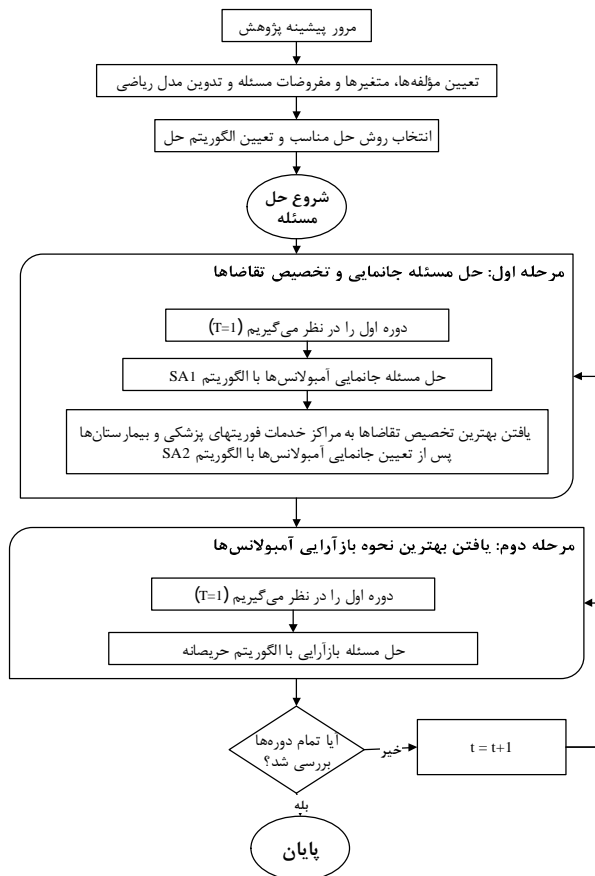 مرور پیشینه پژوهش
تعیین مؤلفه‌ها، متغیرها و مفروضات مسئله و تدوین مدل ریاضی
انتخاب روش حل مناسب و تعیین الگوریتم حل
شروع حل
مسئله
مرحله اول: حل مسئله جانمایی و تخصیص تقاضاها
دوره اول را در نظر می‌گیریم (T=1)
حل مسئله جانمایی آمبولانس‌ها با الگوریتم SA1
یافتن بهترین تخصیص تقاضاها به مراکز خدمات فوریتهای پزشکی و بیمارستان‌ها
پس از تعیین جانمایی آمبولانس‌ها با الگوریتم SA2
مرحله دوم: یافتن بهترین نحوه بازآرایی آمبولانس‌ها
دوره اول را در نظر می‌گیریم (T=1)
حل مسئله بازآرایی با الگوریتم حریصانه
آیا تمام دوره‌ها
بررسی شد؟
خیر
t = t+1
بله
پایان